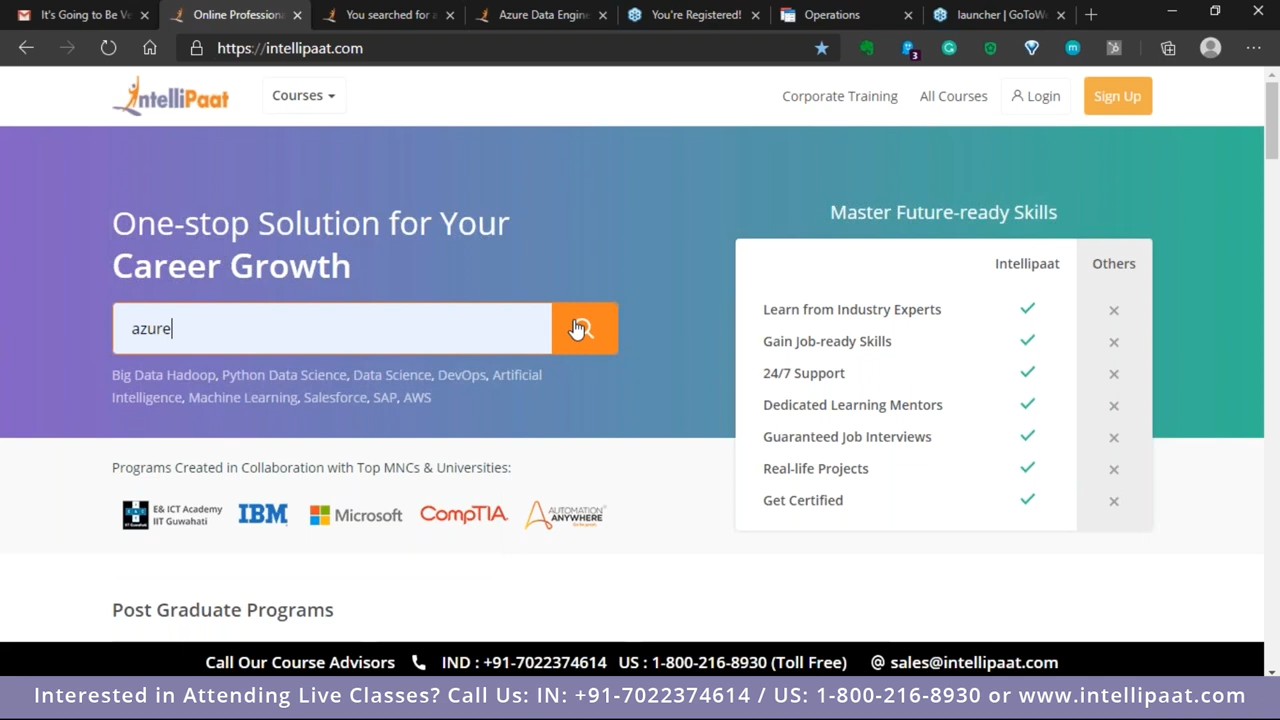 It's Going to Be Ve
Online Profession
You searched for a
Azure Data Engin
You're Registered!
Operations
launcher | GoToWe
https://intellipaat.com
3
IntelliPaat
Courses
Corporate Training
All Courses
Login
Sign Up
One-stop Solution for Your
Career Growth
azure
Big Data Hadoop, Python Data Science, Data Science, DevOps, Artificial
Intelligence, Machine Learning, Salesforce, SAP, AWS
Master Future-ready Skills
Intellipaat Others
Learn from Industry Experts
Gain Job-ready Skills
24/7 Support
Dedicated Learning Mentors
Guaranteed Job Interviews
Real-life Projects
Get Certified
Programs Created in Collaboration with Top MNCs & Universities:
E& ICT Academy
IIT Guwahati
IBM
Microsoft
CompTIA
AUTOMATION
ANYWHERE
Post Graduate Programs
Call Our Course Advisors IND : +91-7022374614 US : 1-800-216-8930 (Toll Free) @ sales@intellipaat.com
Interested in Attending Live Classes? Call Us: IN: +91-7022374614 / US: 1-800-216-8930 or www.intellipaat.com